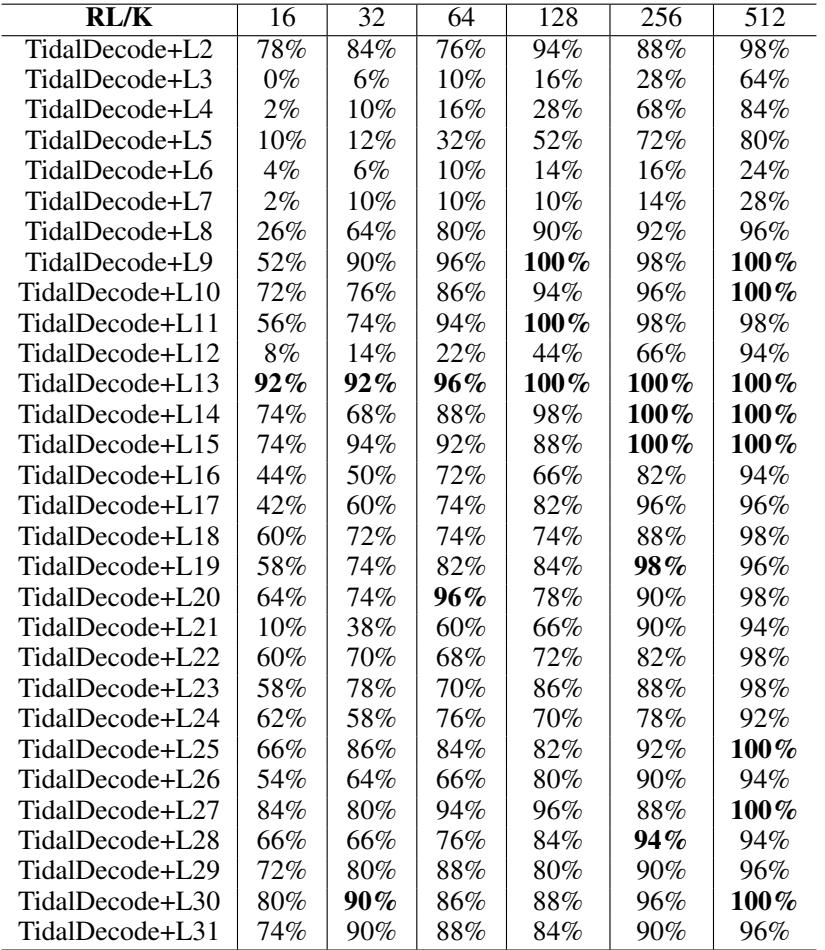 RL/K 16 32 64 128 256 512
TidalDecode+L2 78% 84% 76% 94% 88% 98%
TidalDecode+L3 0% 6% 10% 16% 28% 64%
TidalDecode+L4 2% 10% 16% 28% 68% 84%
TidalDecode+L5 10% 12% 32% 52% 72% 80%
TidalDecode+L6 4% 6% 10% 14% 16% 24%
TidalDecode+L7 2% 10% 10% 10% 14% 28%
TidalDecode+L8 26% 64% 80% 90% 92% 96%
TidalDecode+L9 52% 90% 96% 100% 98% 100%
TidalDecode+L10 72% 76% 86% 94% 96% 100%
TidalDecode+L11 56% 74% 94% 100% 98% 98%
TidalDecode+L12 8% 14% 22% 44% 66% 94%
TidalDecode+L13 92% 92% 96% 100% 100% 100%
TidalDecode+L14 74% 68% 88% 98% 100% 100%
TidalDecode+L15 74% 94% 92% 88% 100% 100%
TidalDecode+L16 44% 50% 72% 66% 82% 94%
TidalDecode+L17 42% 60% 74% 82% 96% 96%
TidalDecode+L18 60% 72% 74% 74% 88% 98%
TidalDecode+L19 58% 74% 82% 84% 98% 96%
TidalDecode+L20 64% 74% 96% 78% 90% 98%
TidalDecode+L21 10% 38% 60% 66% 90% 94%
TidalDecode+L22 60% 70% 68% 72% 82% 98%
TidalDecode+L23 58% 78% 70% 86% 88% 98%
TidalDecode+L24 62% 58% 76% 70% 78% 92%
TidalDecode+L25 66% 86% 84% 82% 92% 100%
TidalDecode+L26 54% 64% 66% 80% 90% 94%
TidalDecode+L27 84% 80% 94% 96% 88% 100%
TidalDecode+L28 66% 66% 76% 84% 94% 94%
TidalDecode+L29 72% 80% 88% 80% 90% 96%
TidalDecode+L30 80% 90% 86% 88% 96% 100%
TidalDecode+L31 74% 90% 88% 84% 90% 96%